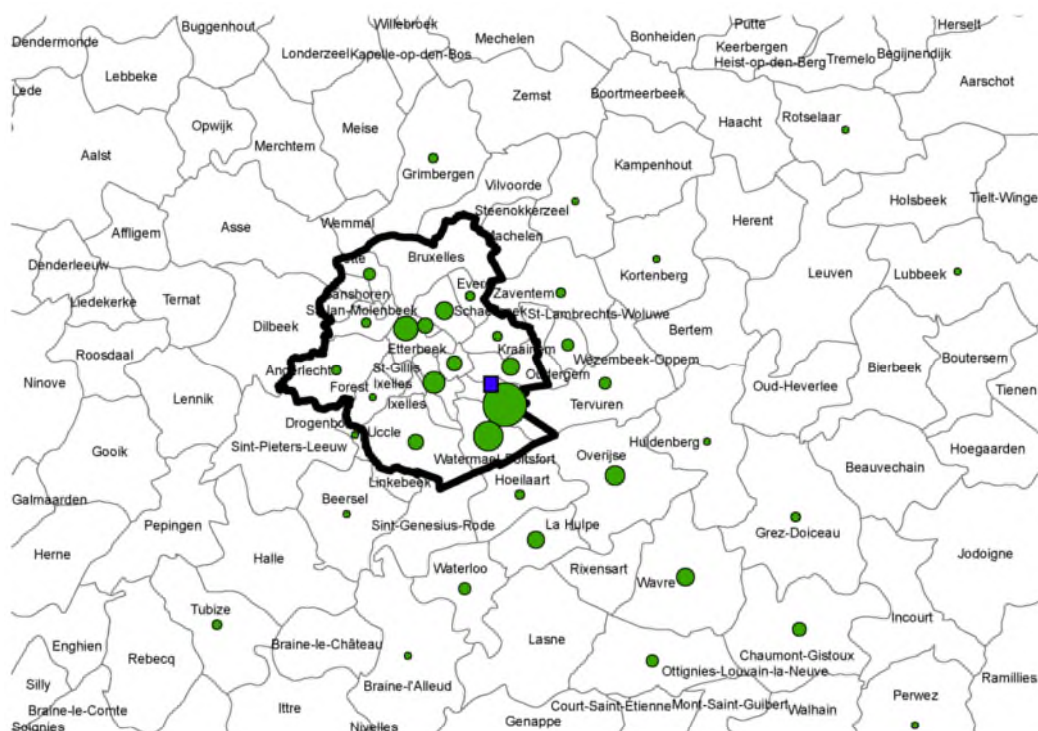 Buggenhout
Willebroek
Putte
Herselt
Dendermonde
Mechelen
Bonheiden
Londerzeel
Kapelle-op-den-Bos
Keerbergen
Begijnendijk
Heist-op-den-Berg
Tremelo
Lebbeke
Aarschot
Lede
Zemst
Boortmeerbeek
Opwijk
Meise
Haacht
Rotselaar
Merchtem
Aalst
Grimbergen
Kampenhout
Vilvoorde
Holsbeek
Tielt-Winge
Steenokkerzeel
Wemmel
Herent
Asse
Affligem
Machelen
Bruxelles
Denderleeuw
Kortenberg
Leuven
Lubbeek
Liedekerke
Ternat
Zaventem
St-Lambrechts-Woluwe
Dilbeek
Bertem
Roosdaal
Etterbeek
Kraainem
Boutersem
Wezembeek-Oppem
Bierbeek
St-Gillis
Anderlecht
Oudergem
Ninove
Forest
Ixelles
Oud-Heverlee
Tienen
Lennik
Ixelles
Tervuren
Uccle
Sint-Pieters-Leeuw
Huldenberg
Gooik
Hoegaarden
Watermael-Boitsfort
Overijse
Beauvechain
Linkebeek
Hoeilaart
Galmaarden
Beersel
Pepingen
Sint-Genesius-Rode
La Hulpe
Grez-Doiceau
Herne
Halle
Jodoigne
Waterloo
Rixensart
Wavre
Tubize
Incourt
Enghien
Braine-le-Château
Lasne
Rebecq
Chaumont-Gistoux
Ottignies-Louvain-la-Neuve
Silly
Braine-l'Alleud
Ramillies
Perwez
Braine-le-Comte
Ittre
Court-Saint-Étienne
Mont-Saint-Guibert
Walhain
Soignies
Nivelles
Genappe